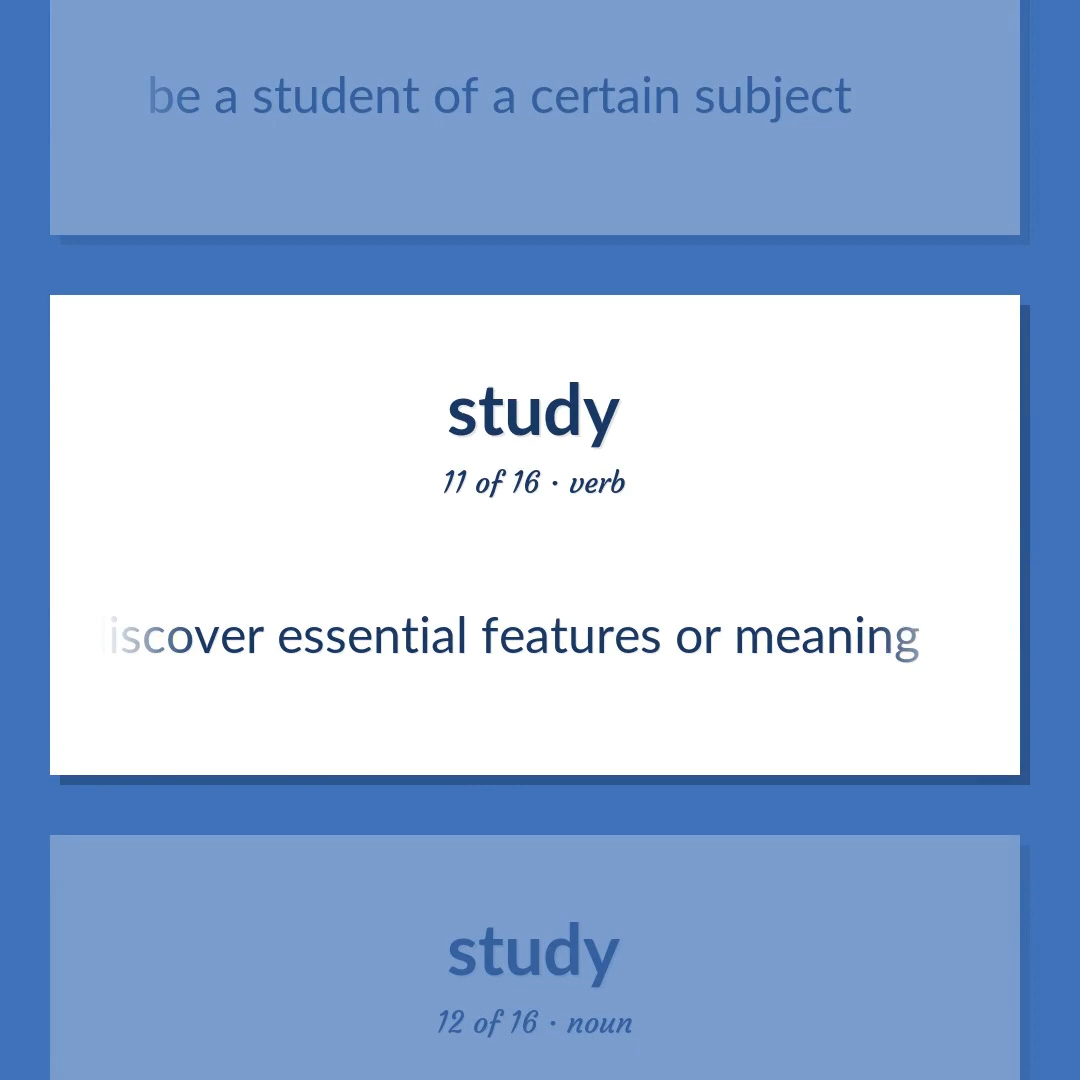 be a student of a certain subject
study
11 of 16 · verb
discover essential features or meaning
study
12 of 16 · noun